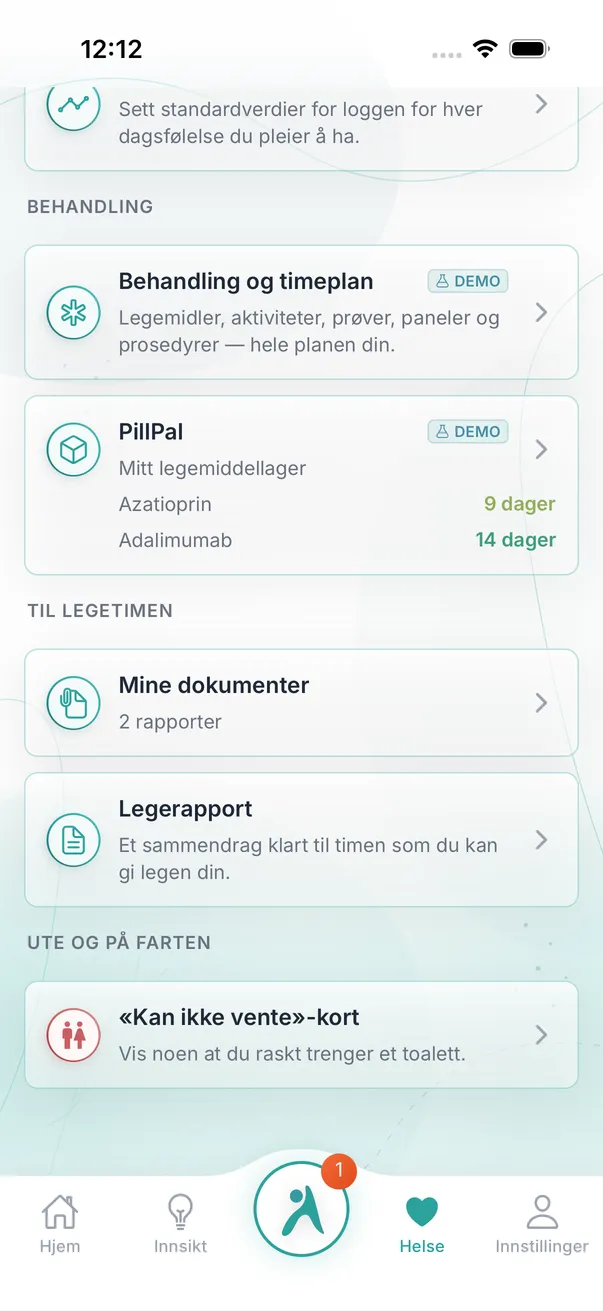 12:12
Sett standardverdier for loggen for hver
dagsfølelse du pleier å ha.
BEHANDLING
Behandling og timeplan
DEMO
Legemidler, aktiviteter, prøver, paneler og
prosedyrer — hele planen din.
PillPal
DEMO
Mitt legemiddellager
Azatioprin 9 dager
Adalimumab 14 dager
TIL LEGETIMEN
Mine dokumenter
2 rapporter
Legerapport
Et sammendrag klart til timen som du kan
gi legen din.
UTE OG PÅ FARTEN
«Kan ikke vente»-kort
Vis noen at du raskt trenger et toalett.
1
Hjem Innsikt Helse Innstillinger